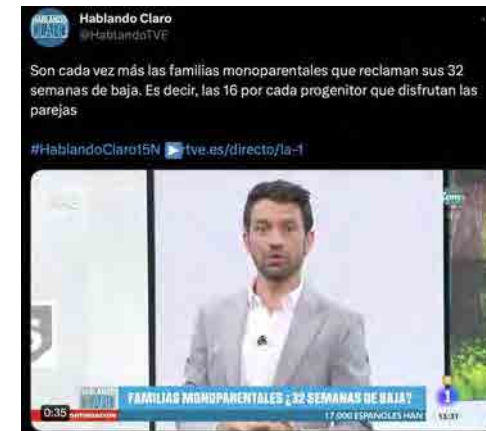 Hablando Claro
@HablandoTVE
Son cada vez más las familias monoparentales que reclaman sus 32
semanas de baja. Es decir, las 16 por cada progenitor que disfrutan las
parejas
#HablandoClaro15N ▶️rtve.es/directo/la-1
FAMILIAS MONOPARENTALES ¿32 SEMANAS DE BAJA?
0:35
17.000 ESPAÑOLES HAN
1